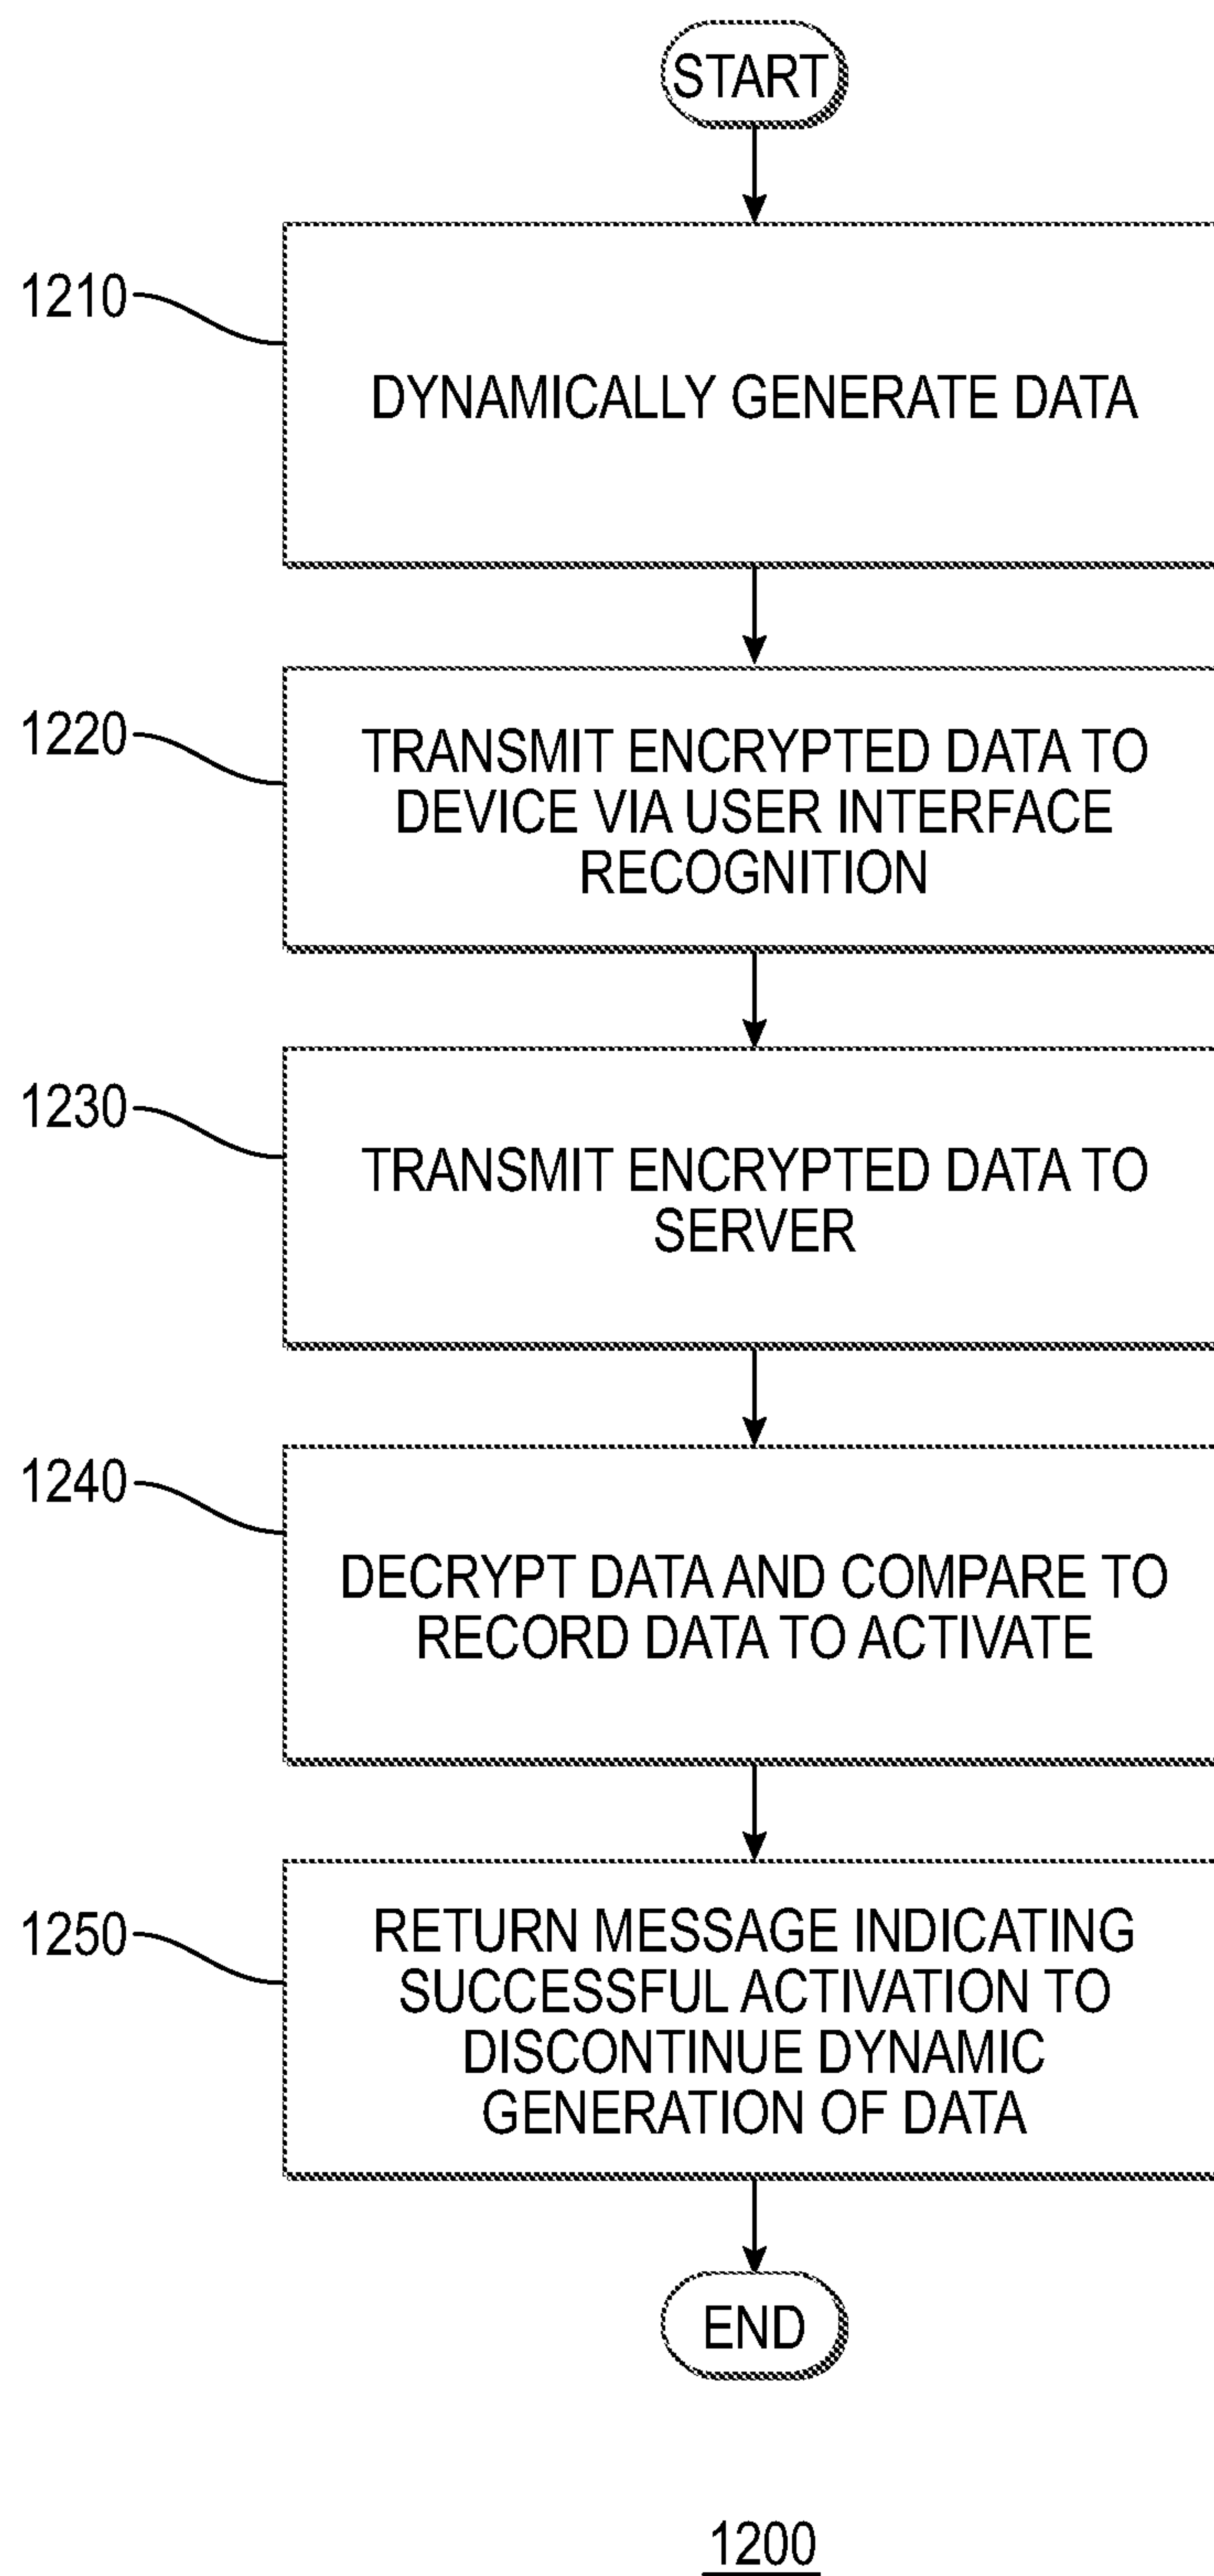 START
1210
DYNAMICALLY GENERATE DATA
1220
TRANSMIT ENCRYPTED DATA TO
DEVICE VIA USER INTERFACE
RECOGNITION
1230
TRANSMIT ENCRYPTED DATA TO
SERVER
1240
DECRYPT DATA AND COMPARE TO
RECORD DATA TO ACTIVATE
1250
RETURN MESSAGE INDICATING
SUCCESSFUL ACTIVATION TO
DISCONTINUE DYNAMIC
GENERATION OF DATA
END
1200